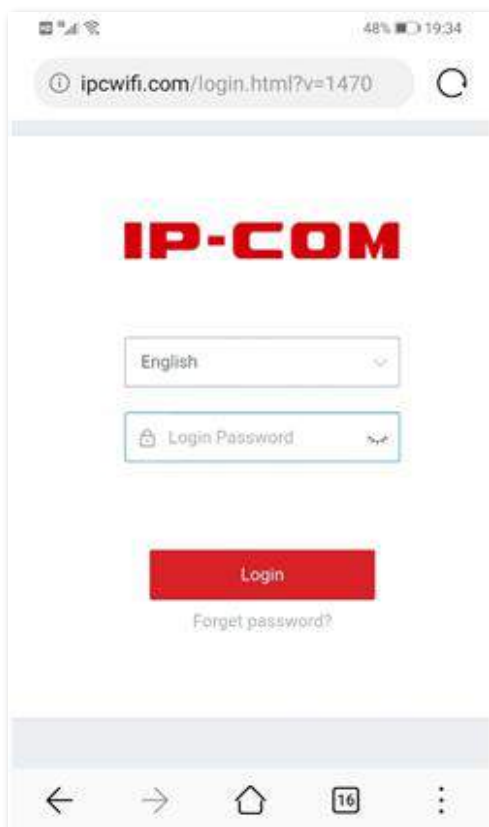 48% 19:34
ipcwifi.com/login.html?v=1470
IP-COM
English
Login Password
Login
Forget password?
16